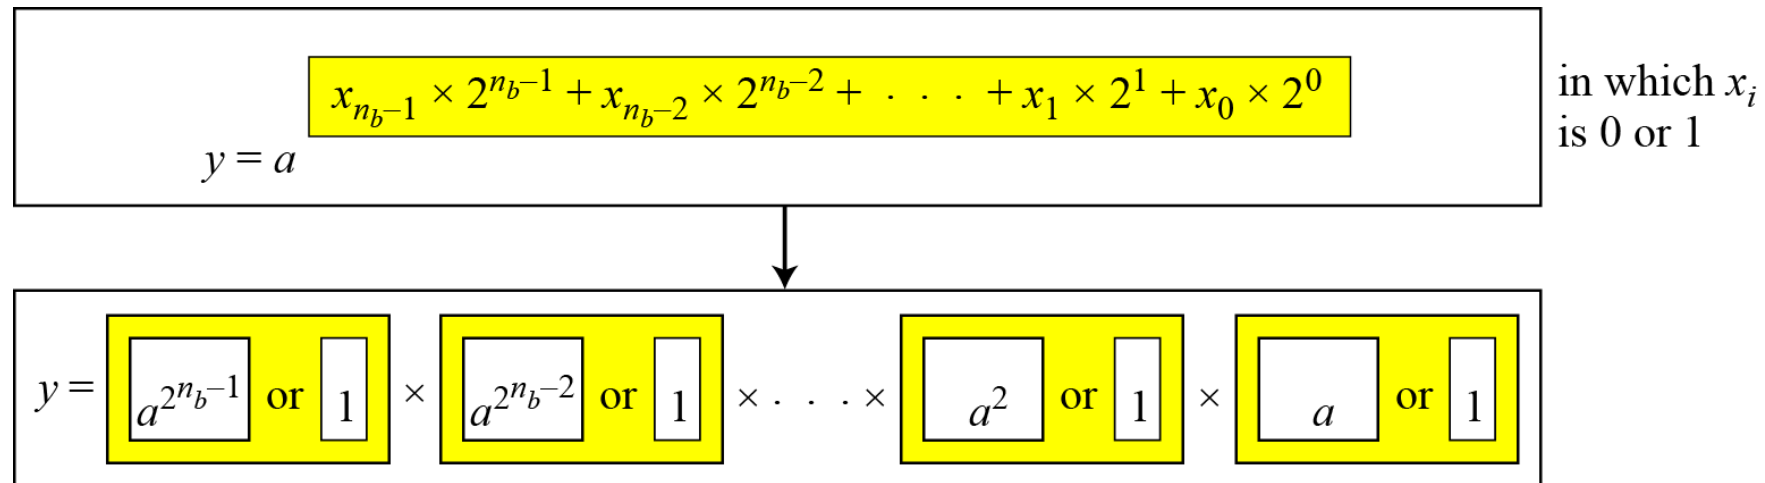 x_{n_b−1} × 2^{n_b−1} + x_{n_b−2} × 2^{n_b−2} + · · · + x_1 × 2^1 + x_0 × 2^0
y = a
in which x_i
is 0 or 1
y = a^{2^{n_b−1}} or 1 × a^{2^{n_b−2}} or 1 × · · · × a^2 or 1 × a or 1